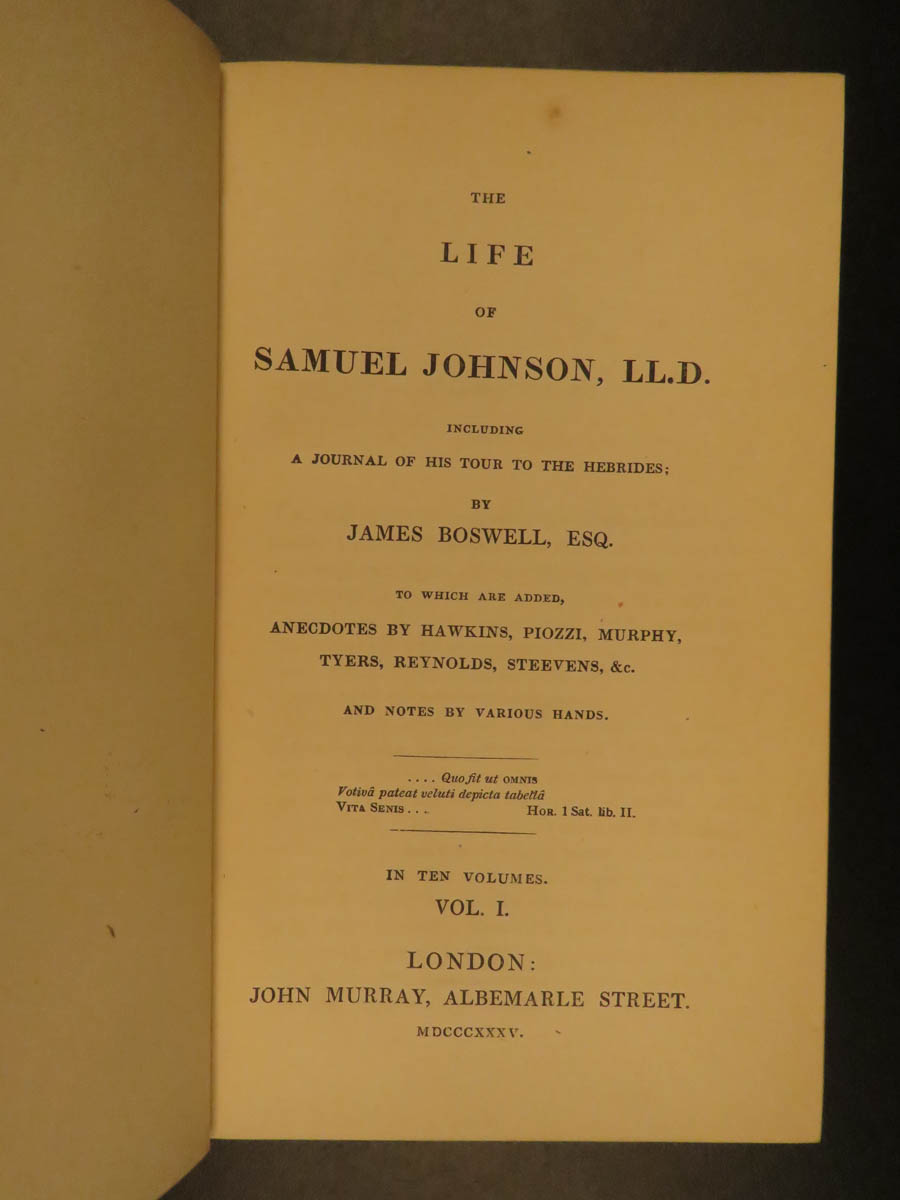 THE
LIFE
OF
SAMUEL JOHNSON, LL.D.
INCLUDING
A JOURNAL OF HIS TOUR TO THE HEBRIDES;
BY
JAMES BOSWELL, ESQ.
TO WHICH ARE ADDED,
ANECDOTES BY HAWKINS, PIOZZI, MURPHY,
TYERS, REYNOLDS, STEEVENS, &c.
AND NOTES BY VARIOUS HANDS.
.... Quo fit ut OMNIS
Votivâ pateat veluti depicta tabellâ
VITA SENIS... HOR. 1 Sat. lib. II.
IN TEN VOLUMES.
VOL. I.
LONDON:
JOHN MURRAY, ALBEMARLE STREET.
MDCCCXXXV.